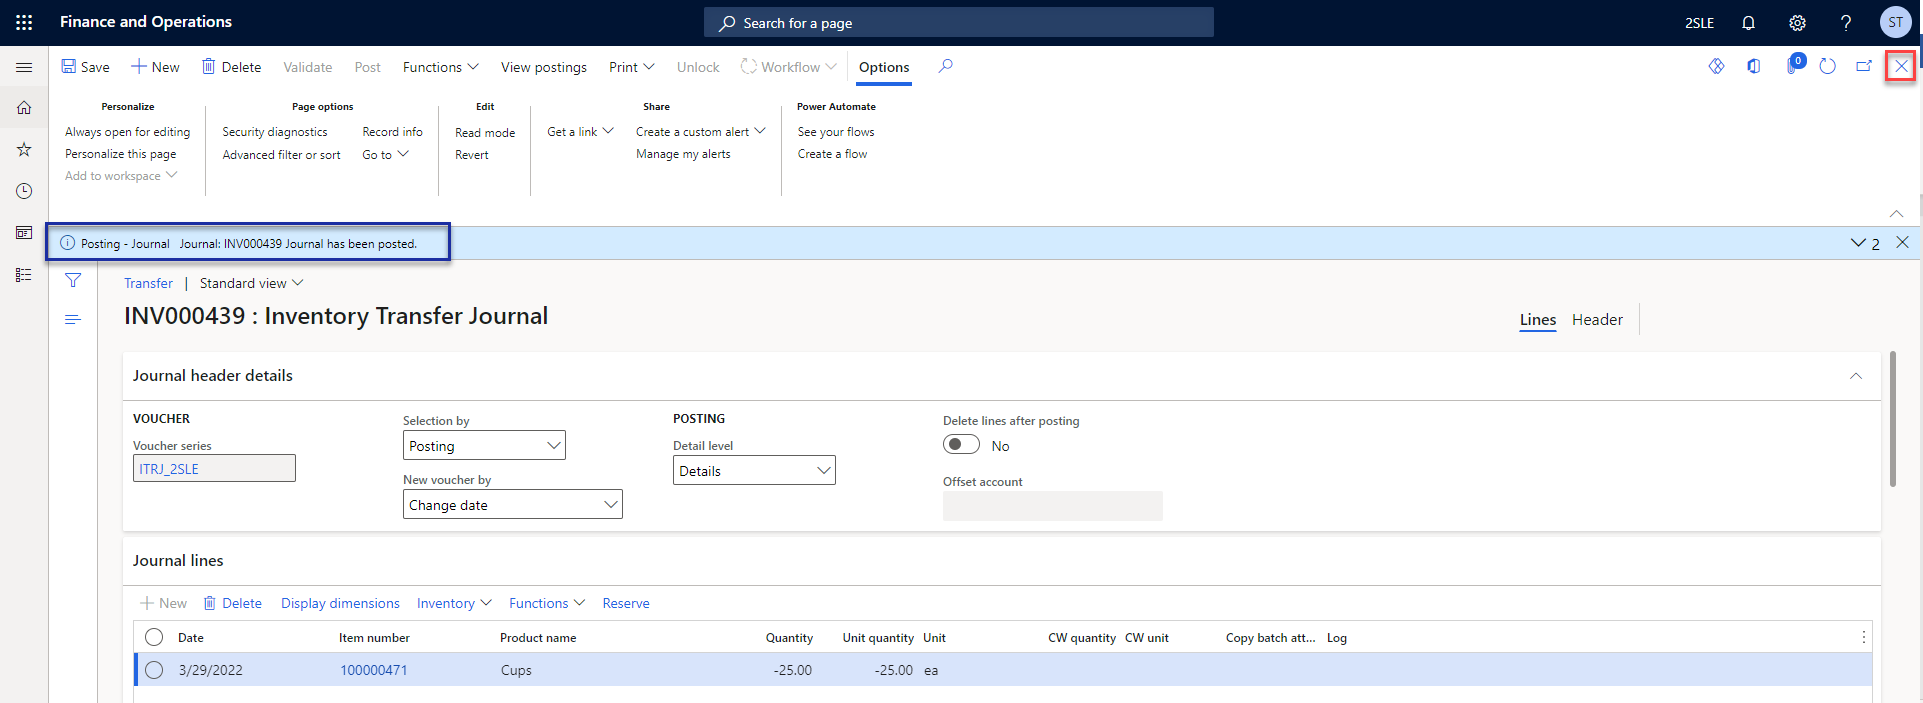 Finance and Operations
Search for a page
2SLE
?
ST
Save
New
Delete
Validate
Post
Functions
View postings
Print
Unlock
Workflow
Options
0
Personalize
Always open for editing
Personalize this page
Add to workspace
Page options
Security diagnostics
Advanced filter or sort
Record info
Go to
Edit
Read mode
Revert
Share
Get a link
Create a custom alert
Manage my alerts
Power Automate
See your flows
Create a flow
Posting - Journal Journal: INV000439 Journal has been posted.
2
Transfer | Standard view
INV000439 : Inventory Transfer Journal
Lines
Header
Journal header details
VOUCHER
Voucher series
ITRJ_2SLE
Selection by
Posting
New voucher by
Change date
POSTING
Detail level
Details
Delete lines after posting
No
Offset account
Journal lines
New
Delete
Display dimensions
Inventory
Functions
Reserve
Date Item number Product name Quantity Unit quantity Unit CW quantity CW unit Copy batch att... Log
3/29/2022 100000471 Cups -25.00 -25.00 ea